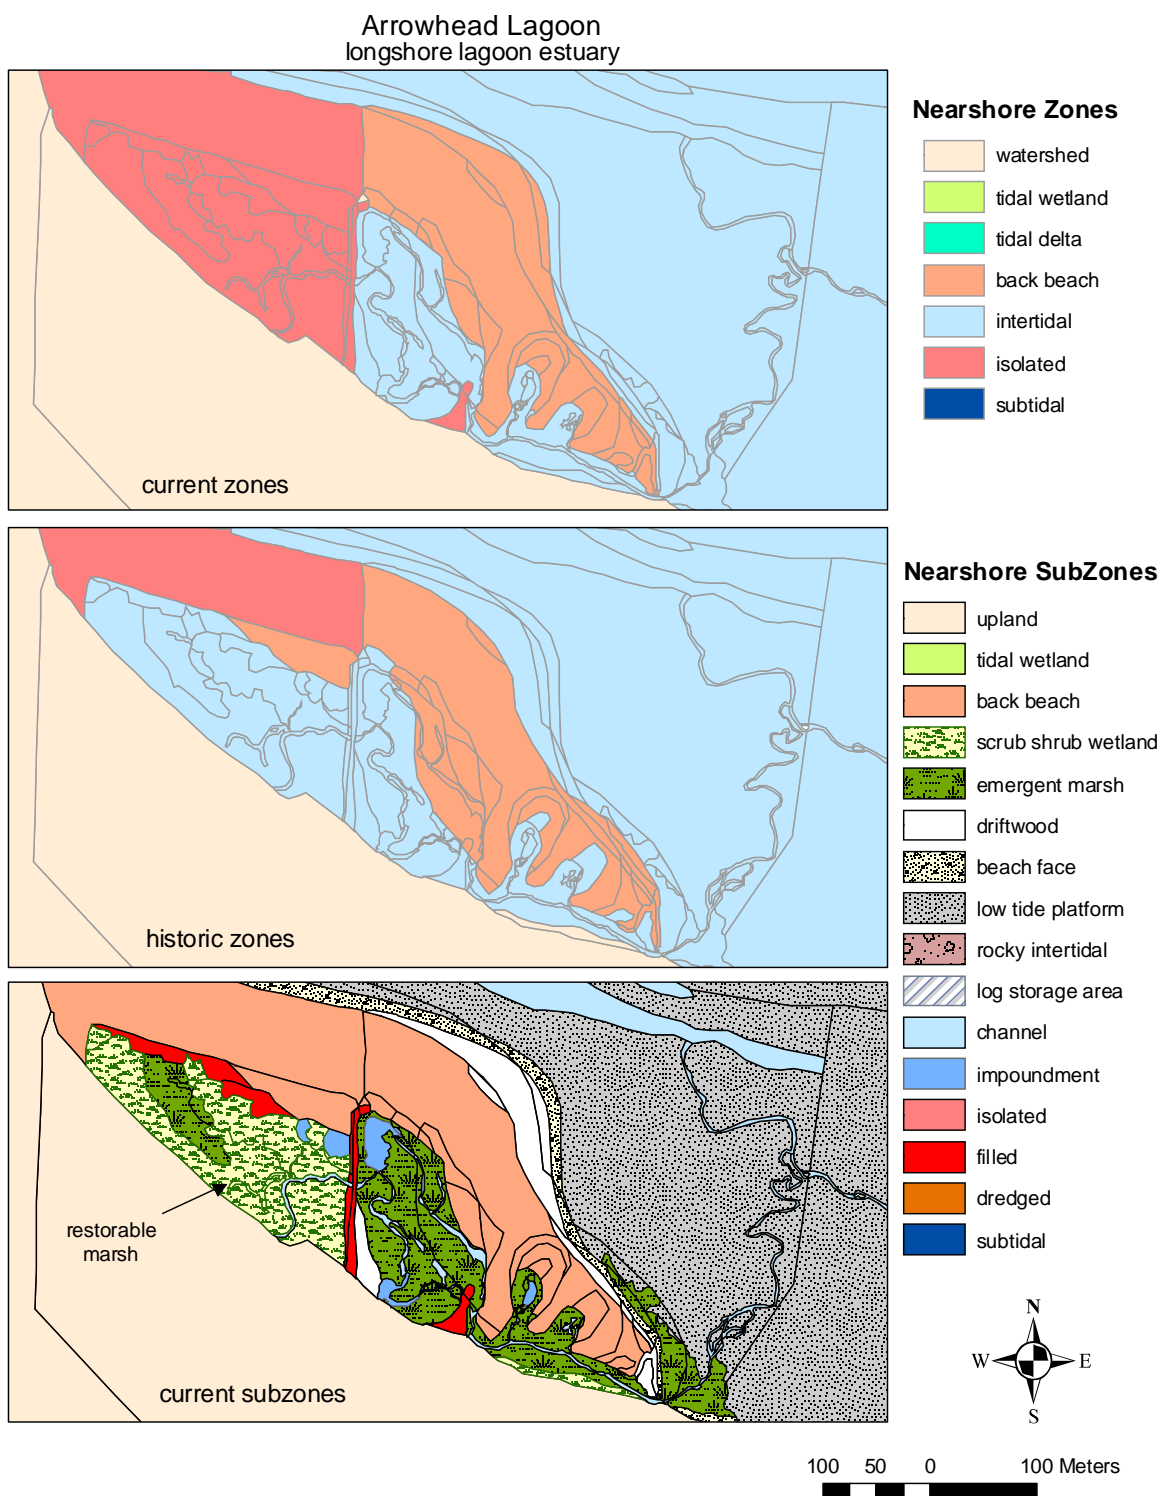 Arrowhead Lagoon
longshore lagoon estuary
current zones
Nearshore Zones
watershed
tidal wetland
tidal delta
back beach
intertidal
isolated
subtidal
historic zones
Nearshore SubZones
upland
tidal wetland
back beach
scrub shrub wetland
emergent marsh
driftwood
beach face
low tide platform
rocky intertidal
log storage area
channel
impoundment
isolated
filled
dredged
subtidal
restorable
marsh
current subzones
N
W E
S
100 50 0 100 Meters